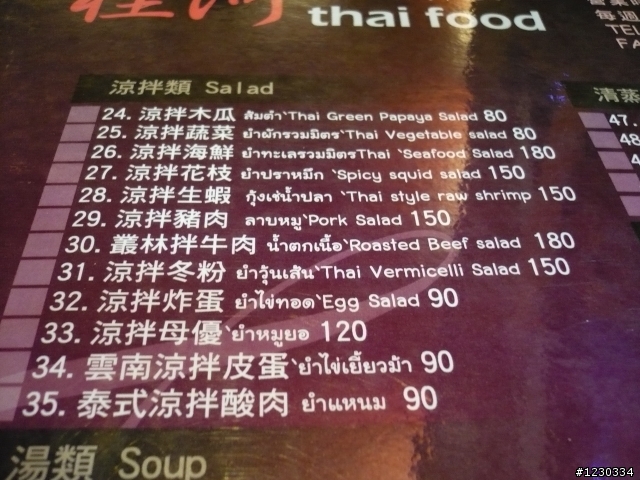 thai food
TEL
FA
涼拌類 Salad
24. 涼拌木瓜 ส้มตำ`Thai Green Papaya Salad 80
25. 涼拌蔬菜 ยำผักรวมมิตร`Thai Vegetable salad 80
26. 涼拌海鮮 ยำทะเลรวมมิตรThai `Seafood Salad 180
27. 涼拌花枝 ยำปราหมึก `Spicy squid salad 150
28. 涼拌生蝦 กุ้งเช่น้ำปลา `Thai style raw shrimp 150
29. 涼拌豬肉 ลาบหมู`Pork Salad 150
30. 叢林拌牛肉 น้ำตกเนื้อ`Roasted Beef salad 180
31. 涼拌冬粉 ยำวุ้นเส้น`Thai Vermicelli Salad 150
32. 涼拌炸蛋 ยำไข่ทอด`Egg Salad 90
33. 涼拌母優`ยำหมูยอ 120
34. 雲南涼拌皮蛋`ยำไข่เยี่ยวม้า 90
35. 泰式涼拌酸肉 ยำแหนม 90
湯類 Soup
清蒸
47.
48
#1230334